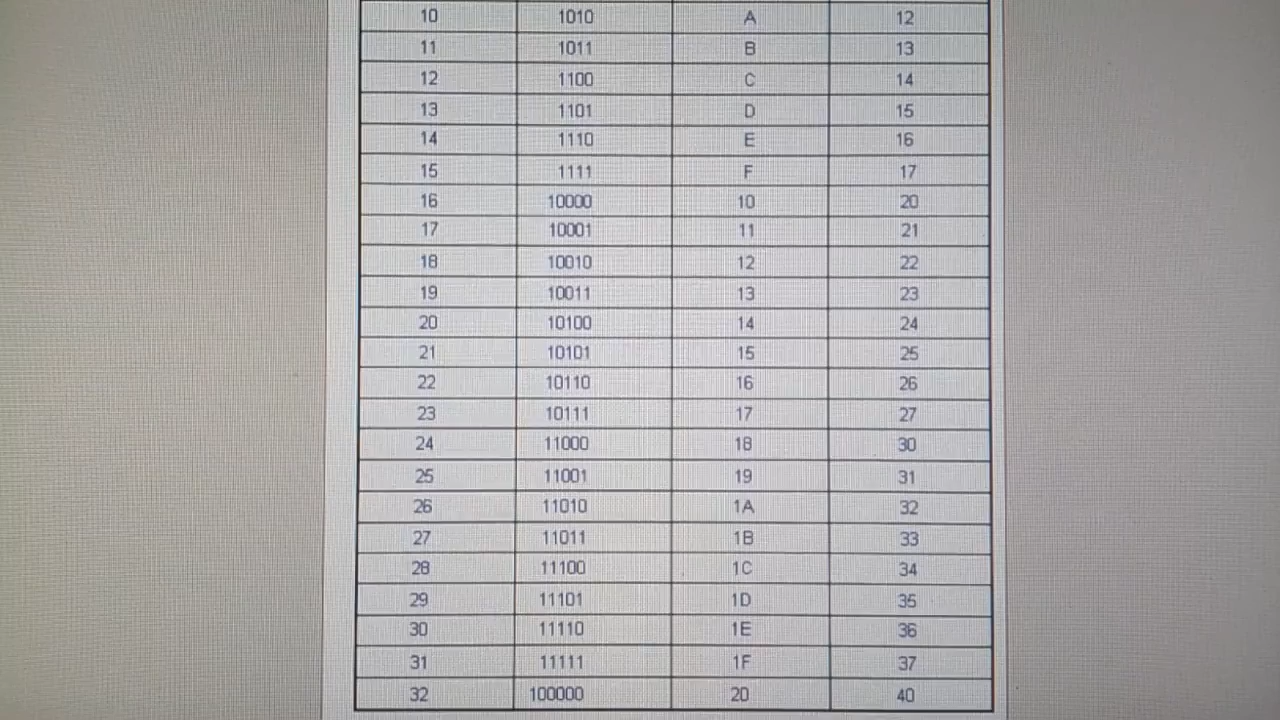 10 1010 A 12
11 1011 B 13
12 1100 C 14
13 1101 D 15
14 1110 E 16
15 1111 F 17
16 10000 10 20
17 10001 11 21
18 10010 12 22
19 10011 13 23
20 10100 14 24
21 10101 15 25
22 10110 16 26
23 10111 17 27
24 11000 18 30
25 11001 19 31
26 11010 1A 32
27 11011 1B 33
28 11100 1C 34
29 11101 1D 35
30 11110 1E 36
31 11111 1F 37
32 100000 20 40